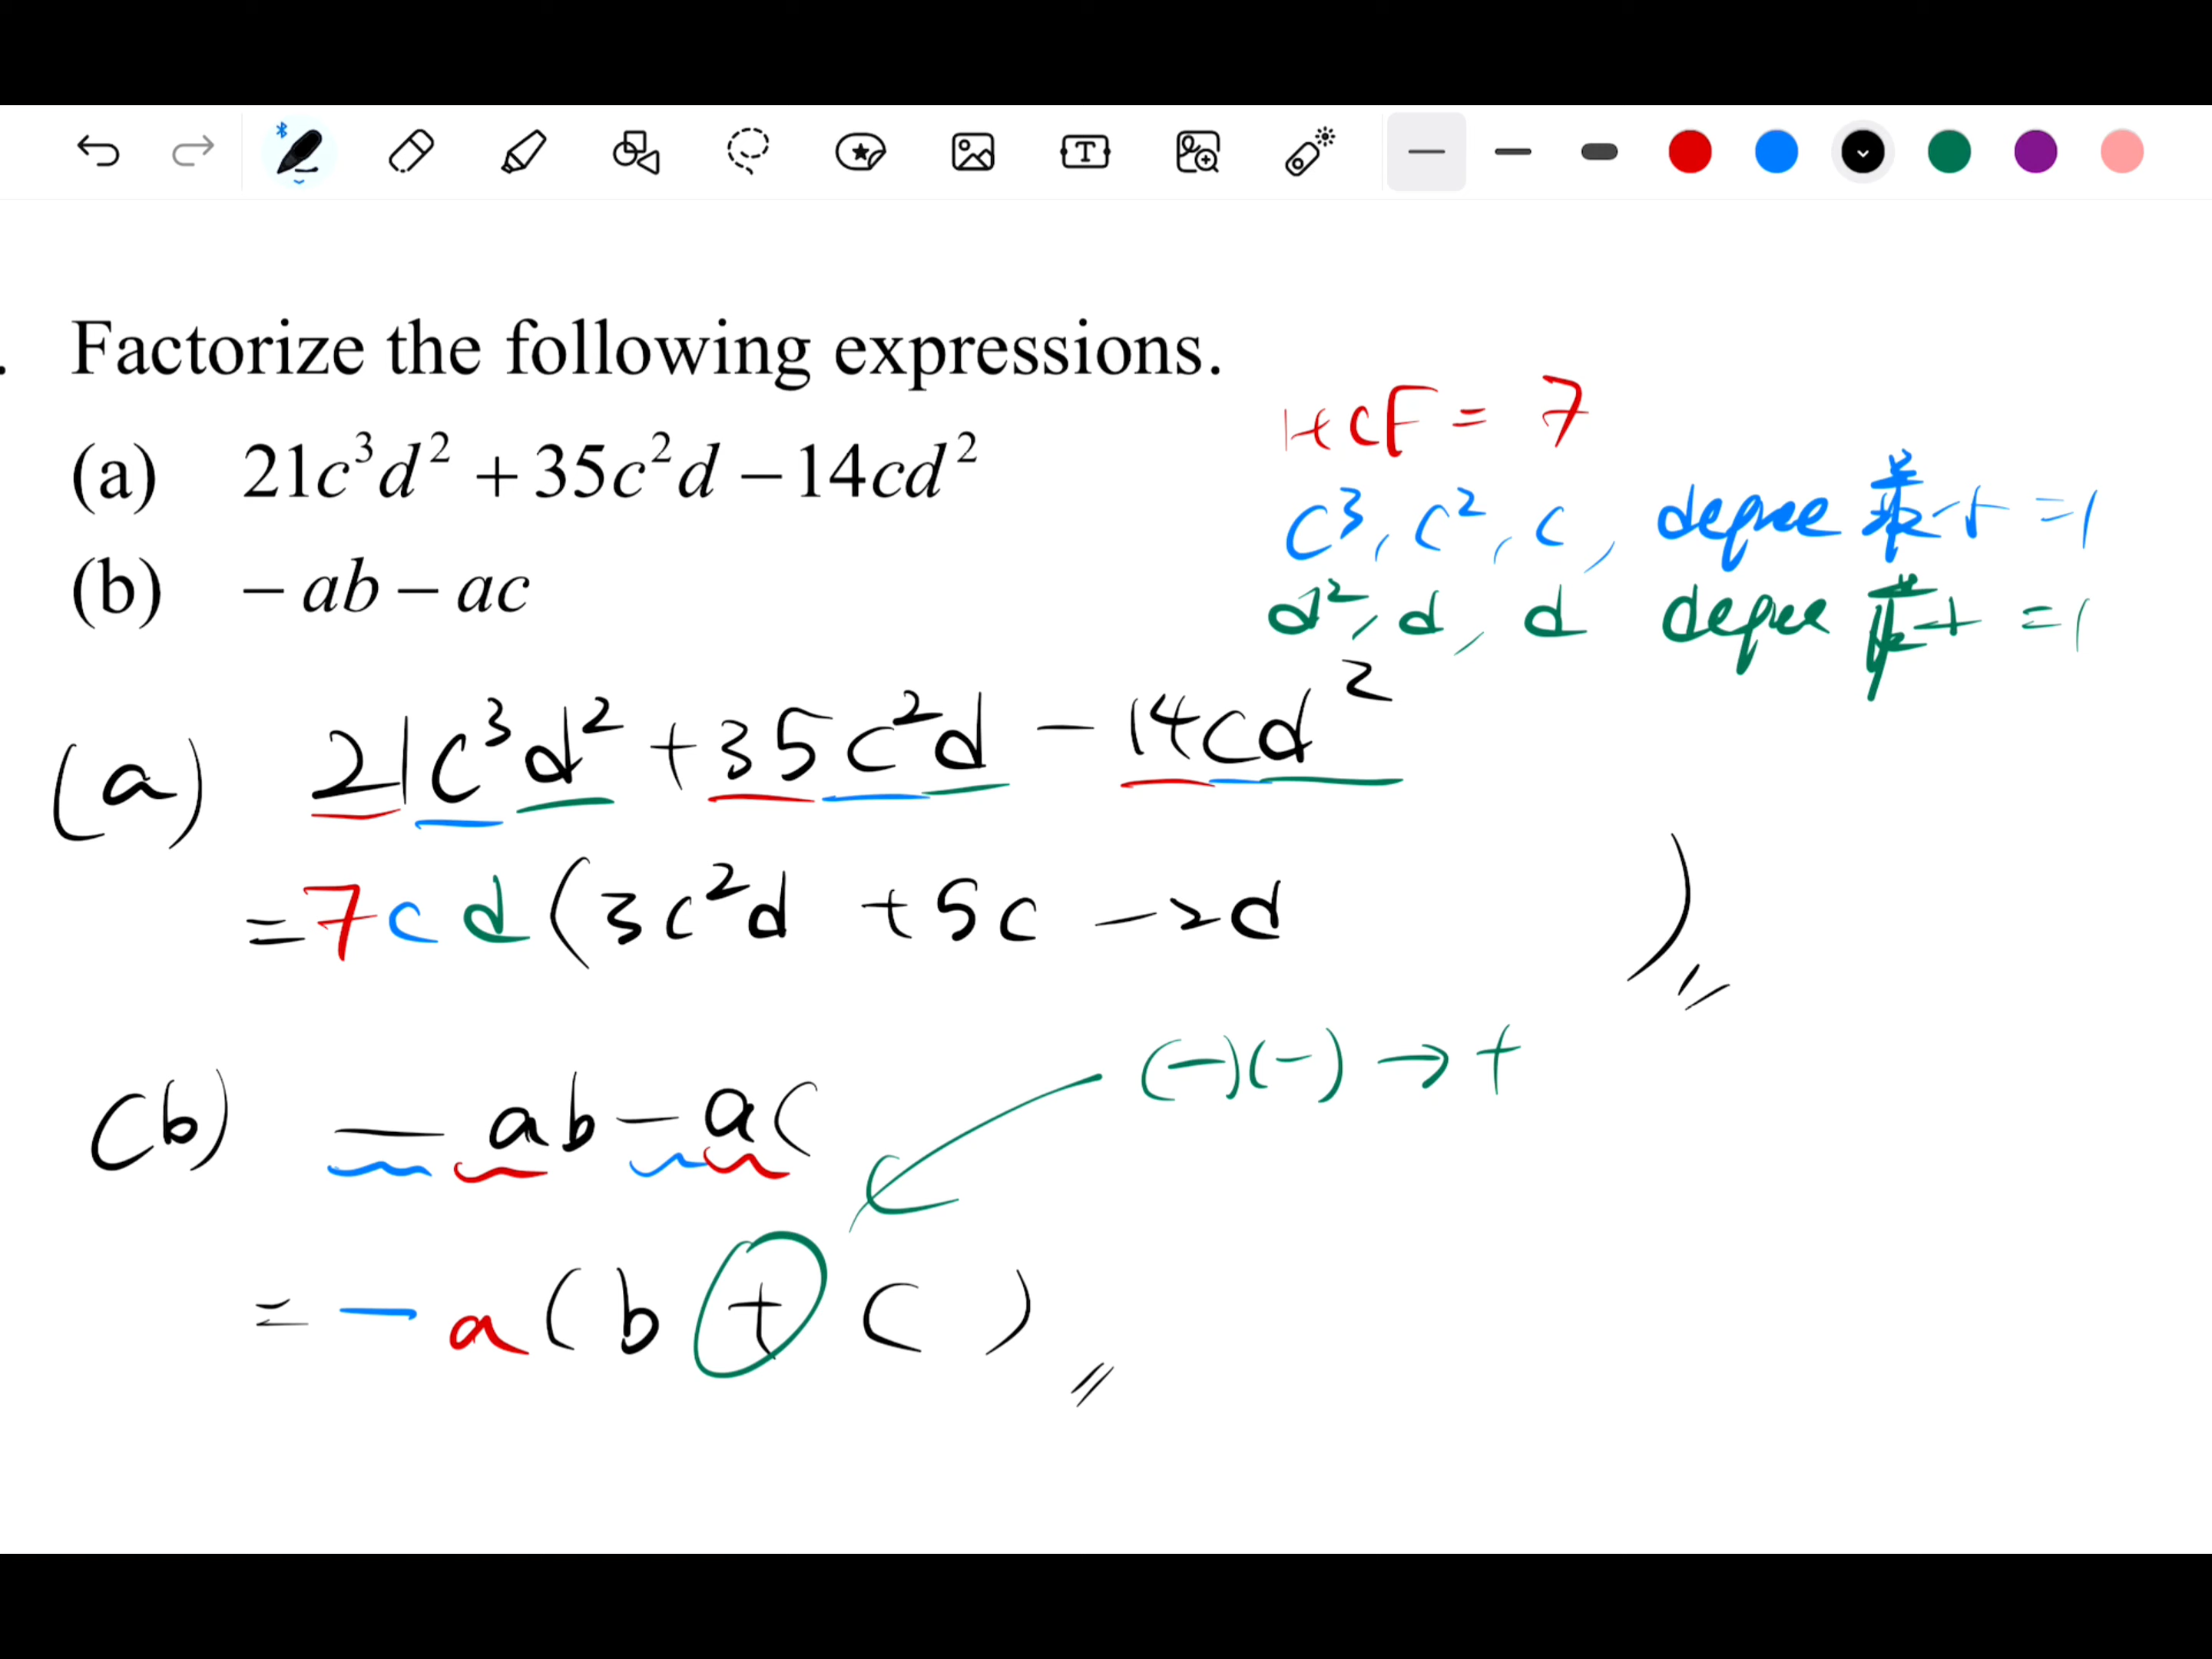 . Factorize the following expressions.
(a) 21c³d² + 35c²d − 14cd²
(b) − ab − ac
HCF = 7
c³, c², c, degree 最小 = 1
d², d, d degree 最小 = 1
(a) 21c³d² + 35c²d − 14cd²
= 7cd(3c²d + 5c − 2d)
(−)(−) → +
(b) − ab − ac
= − a(b + c)